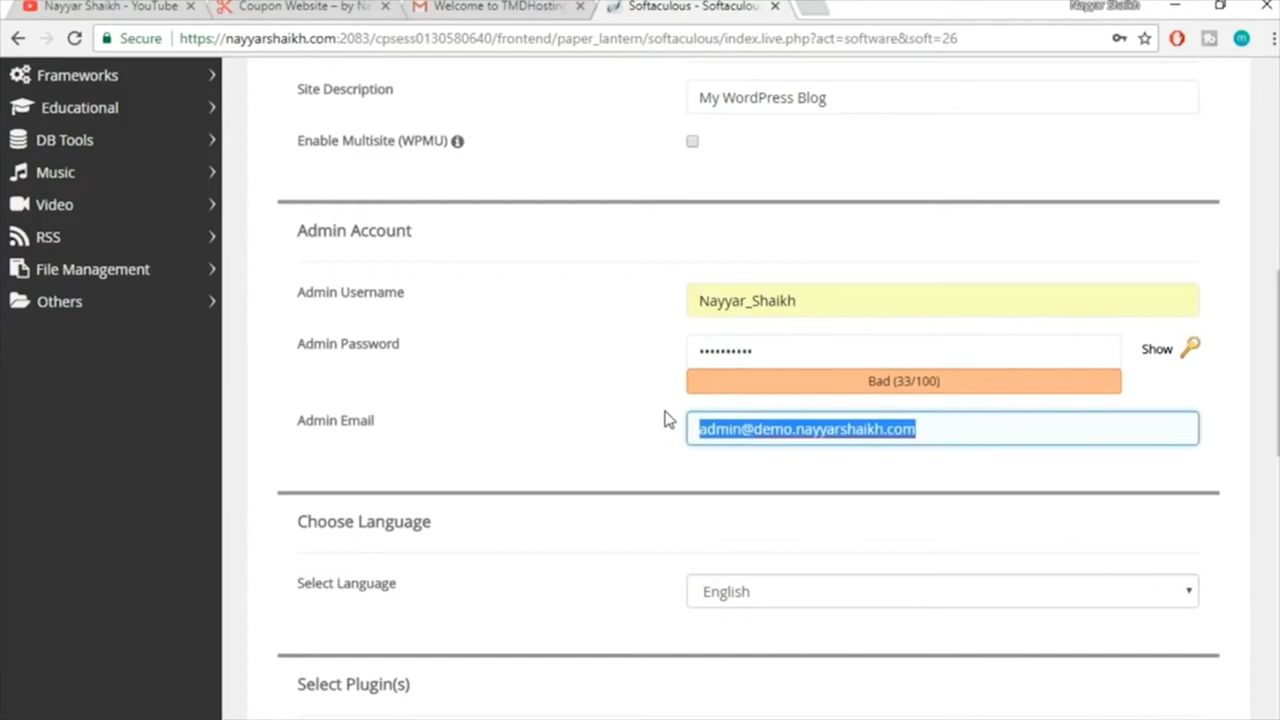 Nayyar Shaikh - YouTube
Coupon Website – by Na
Welcome to TMDHosting
Softaculous - Softaculou
Nayyar Shaikh
Secure
https://nayyarshaikh.com:2083/cpsess0130580640/frontend/paper_lantern/softaculous/index.live.php?act=software&soft=26
Frameworks
Educational
DB Tools
Music
Video
RSS
File Management
Others
Site Description
My WordPress Blog
Enable Multisite (WPMU)
Admin Account
Admin Username
Nayyar_Shaikh
Admin Password
••••••••••
Show
Bad (33/100)
Admin Email
admin@demo.nayyarshaikh.com
Choose Language
Select Language
English
Select Plugin(s)